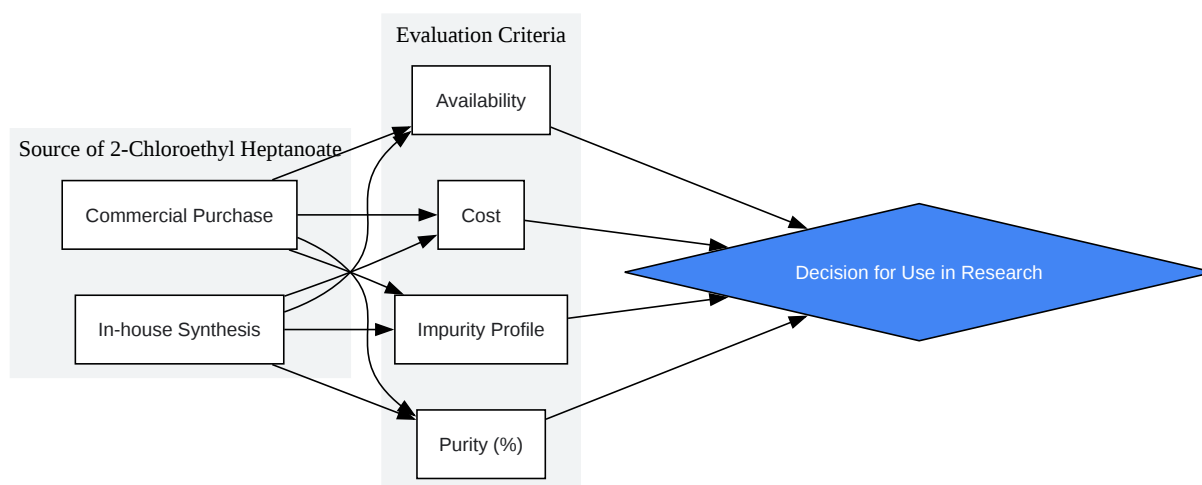 Evaluation Criteria
Availability
Source of 2-Chloroethyl Heptanoate
Commercial Purchase
Cost
Decision for Use in Research
In-house Synthesis
Impurity Profile
Purity (%)